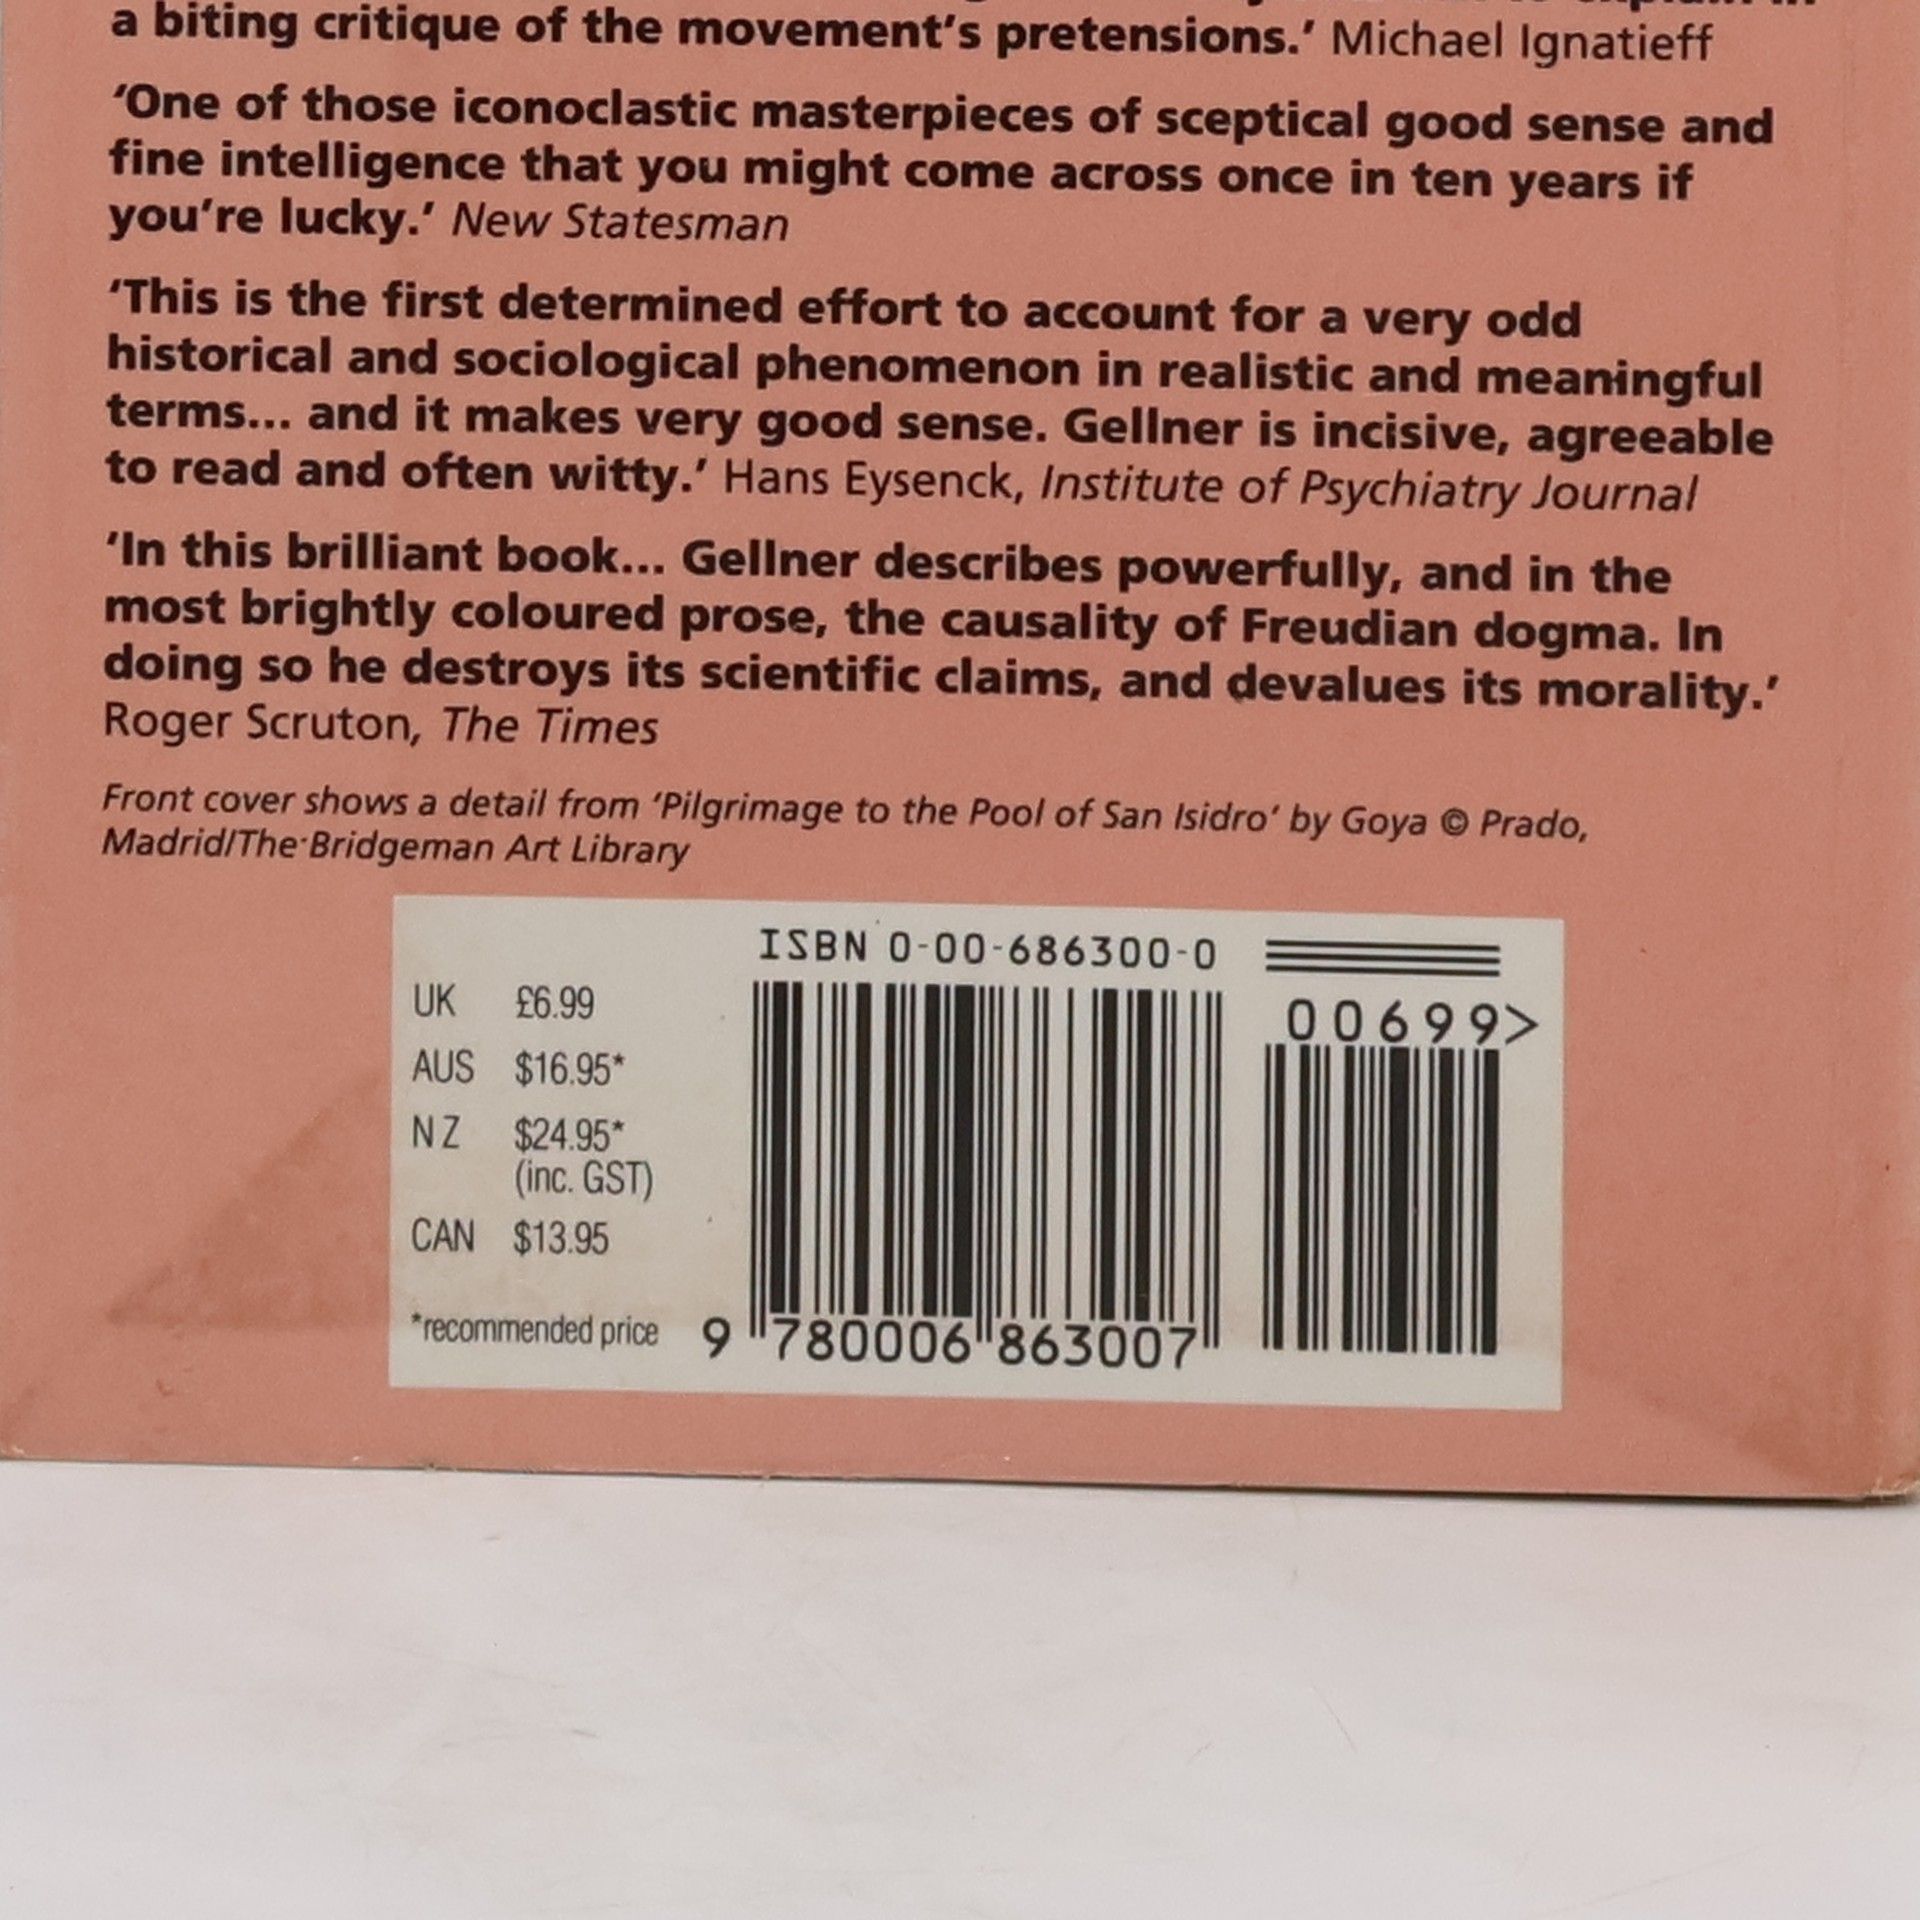 a biting critique of the movement's pretensions.' Michael Ignatieff
'One of those iconoclastic masterpieces of sceptical good sense and
fine intelligence that you might come across once in ten years if
you're lucky.' New Statesman
'This is the first determined effort to account for a very odd
historical and sociological phenomenon in realistic and meaningful
terms... and it makes very good sense. Gellner is incisive, agreeable
to read and often witty.' Hans Eysenck, Institute of Psychiatry Journal
'In this brilliant book... Gellner describes powerfully, and in the
most brightly coloured prose, the causality of Freudian dogma. In
doing so he destroys its scientific claims, and devalues its morality.'
Roger Scruton, The Times
Front cover shows a detail from 'Pilgrimage to the Pool of San Isidro' by Goya © Prado,
Madrid/The Bridgeman Art Library
ISBN 0-00-686300-0
00699>
UK £6.99
AUS $16.95*
NZ $24.95*
(inc. GST)
CAN $13.95
*recommended price
9 780006 863007